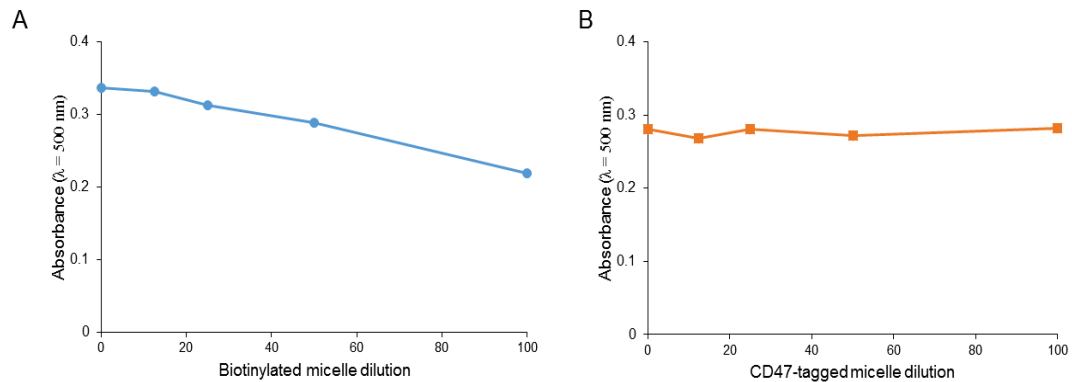 A
0.4
0.3
0.2
0.1
0
0 20 40 60 80 100
Absorbance (λ = 500 nm)
Biotinylated micelle dilution
B
0.4
0.3
0.2
0.1
0
0 20 40 60 80 100
Absorbance (λ = 500 nm)
CD47-tagged micelle dilution